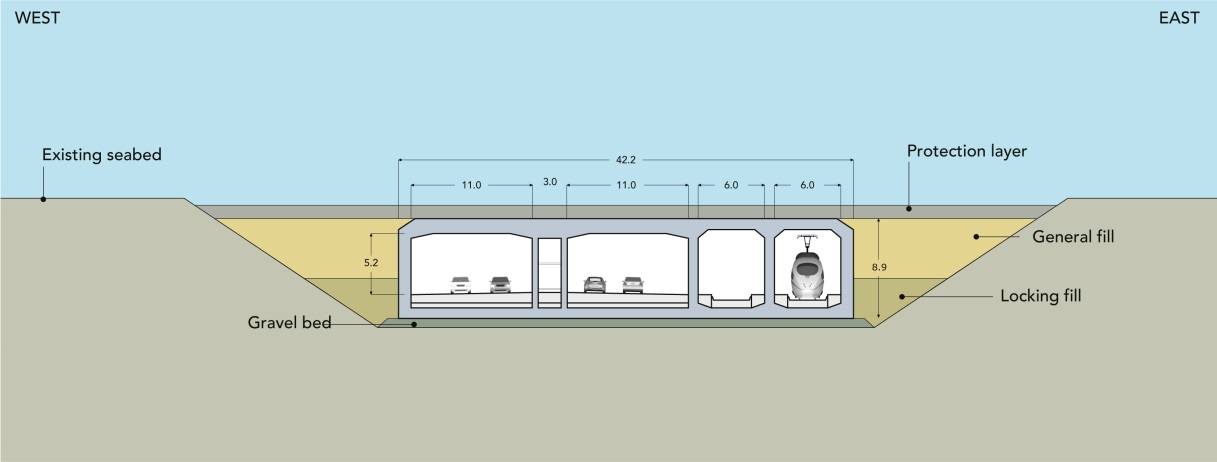 WEST
EAST
Existing seabed
Protection layer
42.2
11.0
3.0
11.0
6.0
6.0
General fill
5.2
8.9
Locking fill
Gravel bed